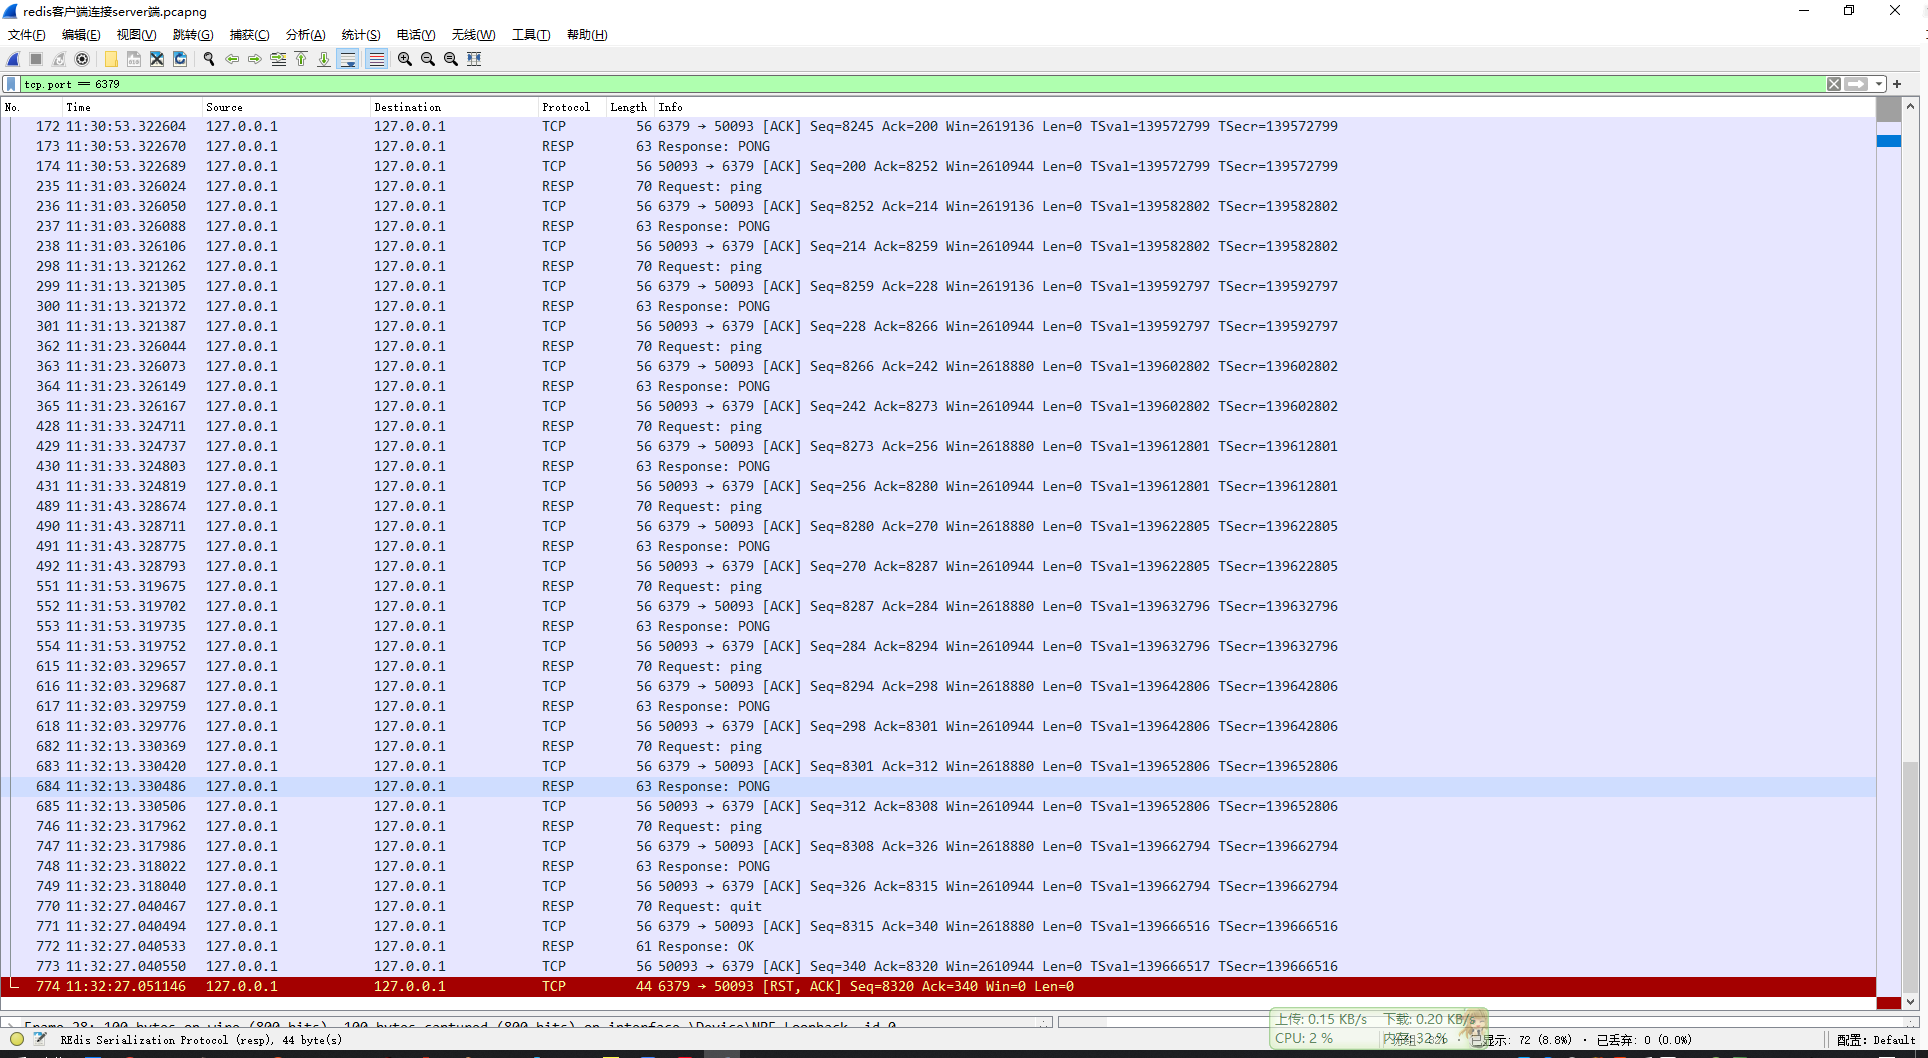 redis客户端连接server端.pcapng
文件(F) 编辑(E) 视图(V) 跳转(G) 捕获(C) 分析(A) 统计(S) 电话(Y) 无线(W) 工具(T) 帮助(H)
tcp.port == 6379
No. Time Source Destination Protocol Length Info
172 11:30:53.322604 127.0.0.1 127.0.0.1 TCP 56 6379 → 50093 [ACK] Seq=8245 Ack=200 Win=2619136 Len=0 TSval=139572799 TSecr=139572799
173 11:30:53.322670 127.0.0.1 127.0.0.1 RESP 63 Response: PONG
174 11:30:53.322689 127.0.0.1 127.0.0.1 TCP 56 50093 → 6379 [ACK] Seq=200 Ack=8252 Win=2610944 Len=0 TSval=139572799 TSecr=139572799
235 11:31:03.326024 127.0.0.1 127.0.0.1 RESP 70 Request: ping
236 11:31:03.326050 127.0.0.1 127.0.0.1 TCP 56 6379 → 50093 [ACK] Seq=8252 Ack=214 Win=2619136 Len=0 TSval=139582802 TSecr=139582802
237 11:31:03.326088 127.0.0.1 127.0.0.1 RESP 63 Response: PONG
238 11:31:03.326106 127.0.0.1 127.0.0.1 TCP 56 50093 → 6379 [ACK] Seq=214 Ack=8259 Win=2610944 Len=0 TSval=139582802 TSecr=139582802
298 11:31:13.321262 127.0.0.1 127.0.0.1 RESP 70 Request: ping
299 11:31:13.321305 127.0.0.1 127.0.0.1 TCP 56 6379 → 50093 [ACK] Seq=8259 Ack=228 Win=2619136 Len=0 TSval=139592797 TSecr=139592797
300 11:31:13.321372 127.0.0.1 127.0.0.1 RESP 63 Response: PONG
301 11:31:13.321387 127.0.0.1 127.0.0.1 TCP 56 50093 → 6379 [ACK] Seq=228 Ack=8266 Win=2610944 Len=0 TSval=139592797 TSecr=139592797
362 11:31:23.326044 127.0.0.1 127.0.0.1 RESP 70 Request: ping
363 11:31:23.326073 127.0.0.1 127.0.0.1 TCP 56 6379 → 50093 [ACK] Seq=8266 Ack=242 Win=2618880 Len=0 TSval=139602802 TSecr=139602802
364 11:31:23.326149 127.0.0.1 127.0.0.1 RESP 63 Response: PONG
365 11:31:23.326167 127.0.0.1 127.0.0.1 TCP 56 50093 → 6379 [ACK] Seq=242 Ack=8273 Win=2610944 Len=0 TSval=139602802 TSecr=139602802
428 11:31:33.324711 127.0.0.1 127.0.0.1 RESP 70 Request: ping
429 11:31:33.324737 127.0.0.1 127.0.0.1 TCP 56 6379 → 50093 [ACK] Seq=8273 Ack=256 Win=2618880 Len=0 TSval=139612801 TSecr=139612801
430 11:31:33.324803 127.0.0.1 127.0.0.1 RESP 63 Response: PONG
431 11:31:33.324819 127.0.0.1 127.0.0.1 TCP 56 50093 → 6379 [ACK] Seq=256 Ack=8280 Win=2610944 Len=0 TSval=139612801 TSecr=139612801
489 11:31:43.328674 127.0.0.1 127.0.0.1 RESP 70 Request: ping
490 11:31:43.328711 127.0.0.1 127.0.0.1 TCP 56 6379 → 50093 [ACK] Seq=8280 Ack=270 Win=2618880 Len=0 TSval=139622805 TSecr=139622805
491 11:31:43.328775 127.0.0.1 127.0.0.1 RESP 63 Response: PONG
492 11:31:43.328793 127.0.0.1 127.0.0.1 TCP 56 50093 → 6379 [ACK] Seq=270 Ack=8287 Win=2610944 Len=0 TSval=139622805 TSecr=139622805
551 11:31:53.319675 127.0.0.1 127.0.0.1 RESP 70 Request: ping
552 11:31:53.319702 127.0.0.1 127.0.0.1 TCP 56 6379 → 50093 [ACK] Seq=8287 Ack=284 Win=2618880 Len=0 TSval=139632796 TSecr=139632796
553 11:31:53.319735 127.0.0.1 127.0.0.1 RESP 63 Response: PONG
554 11:31:53.319752 127.0.0.1 127.0.0.1 TCP 56 50093 → 6379 [ACK] Seq=284 Ack=8294 Win=2610944 Len=0 TSval=139632796 TSecr=139632796
615 11:32:03.329657 127.0.0.1 127.0.0.1 RESP 70 Request: ping
616 11:32:03.329687 127.0.0.1 127.0.0.1 TCP 56 6379 → 50093 [ACK] Seq=8294 Ack=298 Win=2618880 Len=0 TSval=139642806 TSecr=139642806
617 11:32:03.329759 127.0.0.1 127.0.0.1 RESP 63 Response: PONG
618 11:32:03.329776 127.0.0.1 127.0.0.1 TCP 56 50093 → 6379 [ACK] Seq=298 Ack=8301 Win=2610944 Len=0 TSval=139642806 TSecr=139642806
682 11:32:13.330369 127.0.0.1 127.0.0.1 RESP 70 Request: ping
683 11:32:13.330420 127.0.0.1 127.0.0.1 TCP 56 6379 → 50093 [ACK] Seq=8301 Ack=312 Win=2618880 Len=0 TSval=139652806 TSecr=139652806
684 11:32:13.330486 127.0.0.1 127.0.0.1 RESP 63 Response: PONG
685 11:32:13.330506 127.0.0.1 127.0.0.1 TCP 56 50093 → 6379 [ACK] Seq=312 Ack=8308 Win=2610944 Len=0 TSval=139652806 TSecr=139652806
746 11:32:23.317962 127.0.0.1 127.0.0.1 RESP 70 Request: ping
747 11:32:23.317986 127.0.0.1 127.0.0.1 TCP 56 6379 → 50093 [ACK] Seq=8308 Ack=326 Win=2618880 Len=0 TSval=139662794 TSecr=139662794
748 11:32:23.318022 127.0.0.1 127.0.0.1 RESP 63 Response: PONG
749 11:32:23.318040 127.0.0.1 127.0.0.1 TCP 56 50093 → 6379 [ACK] Seq=326 Ack=8315 Win=2610944 Len=0 TSval=139662794 TSecr=139662794
770 11:32:27.040467 127.0.0.1 127.0.0.1 RESP 70 Request: quit
771 11:32:27.040494 127.0.0.1 127.0.0.1 TCP 56 6379 → 50093 [ACK] Seq=8315 Ack=340 Win=2618880 Len=0 TSval=139666516 TSecr=139666516
772 11:32:27.040533 127.0.0.1 127.0.0.1 RESP 61 Response: OK
773 11:32:27.040550 127.0.0.1 127.0.0.1 TCP 56 50093 → 6379 [ACK] Seq=340 Ack=8320 Win=2610944 Len=0 TSval=139666517 TSecr=139666516
774 11:32:27.051146 127.0.0.1 127.0.0.1 TCP 44 6379 → 50093 [RST, ACK] Seq=8320 Ack=340 Win=0 Len=0
Frame 28: 100 bytes on wire (800 bits), 100 bytes captured (800 bits) on interface \Device\NPF_Loopback, id 0
上传: 0.15 KB/s 下载: 0.20 KB/s
CPU: 2 % 内存: 32 %
REdis Serialization Protocol (resp), 44 byte(s) · 已显示: 72 (8.8%) · 已丢弃: 0 (0.0%) 配置: Default